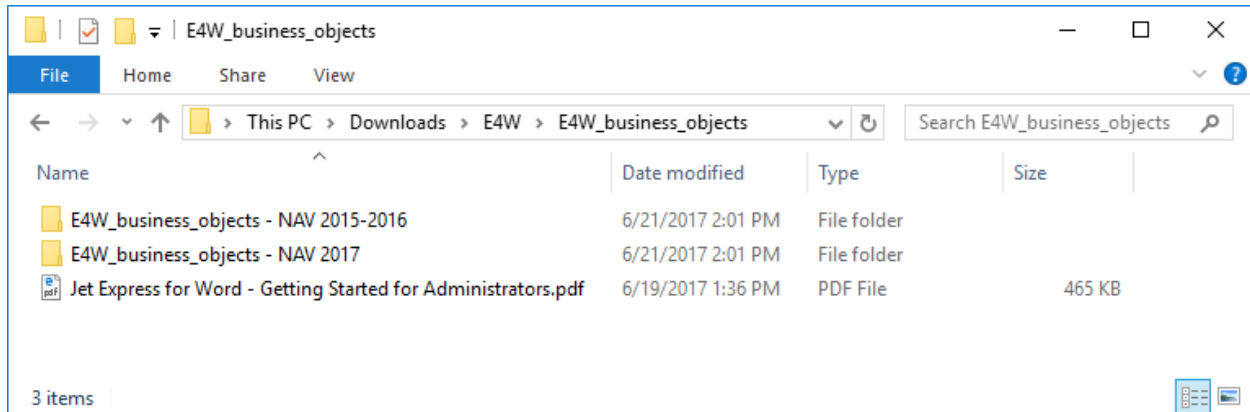 E4W_business_objects
File Home Share View
This PC Downloads E4W E4W_business_objects Search E4W_business_objects
Name Date modified Type Size
E4W_business_objects - NAV 2015-2016 6/21/2017 2:01 PM File folder
E4W_business_objects - NAV 2017 6/21/2017 2:01 PM File folder
Jet Express for Word - Getting Started for Administrators.pdf 6/19/2017 1:36 PM PDF File 465 KB
3 items